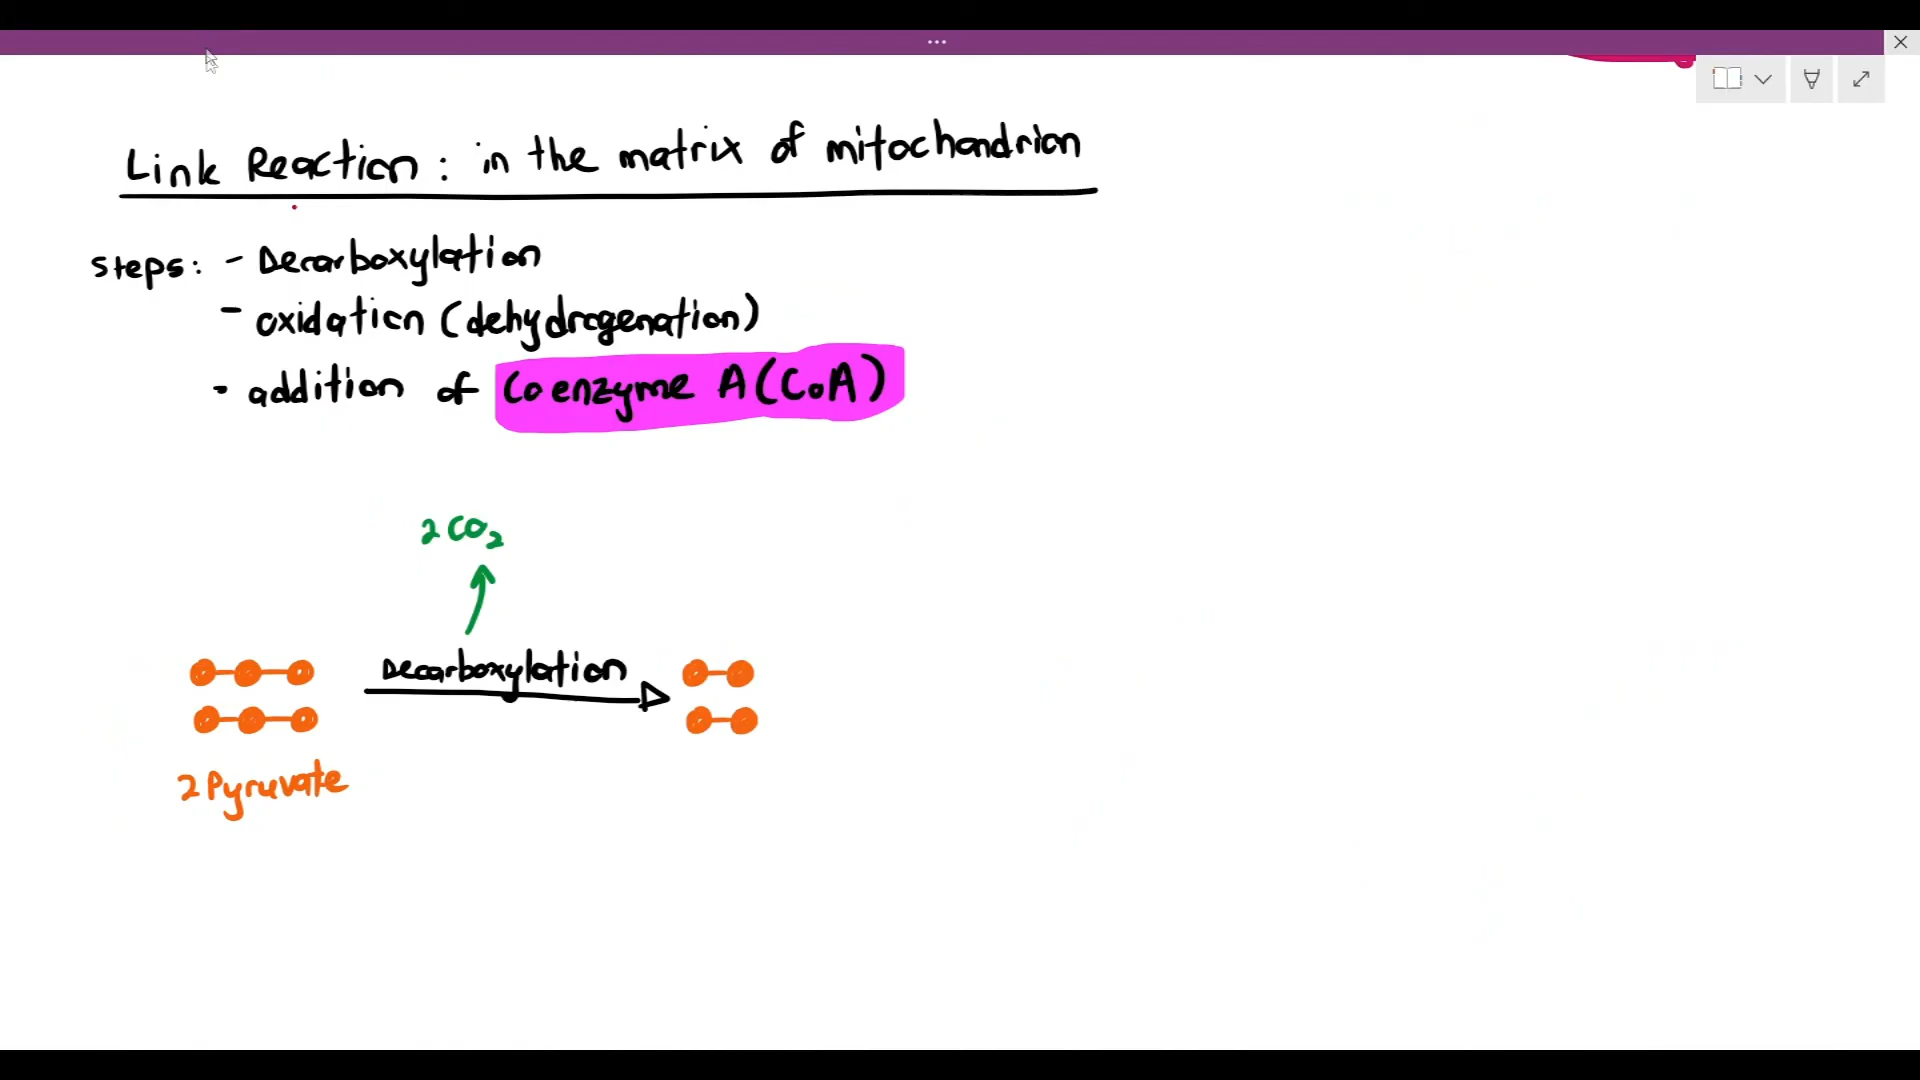 Link Reaction: in the matrix of mitochondrion
Steps: - Decarboxylation
- oxidation (dehydrogenation)
- addition of Coenzyme A (CoA)
2CO₂
Decarboxylation
2 Pyruvate